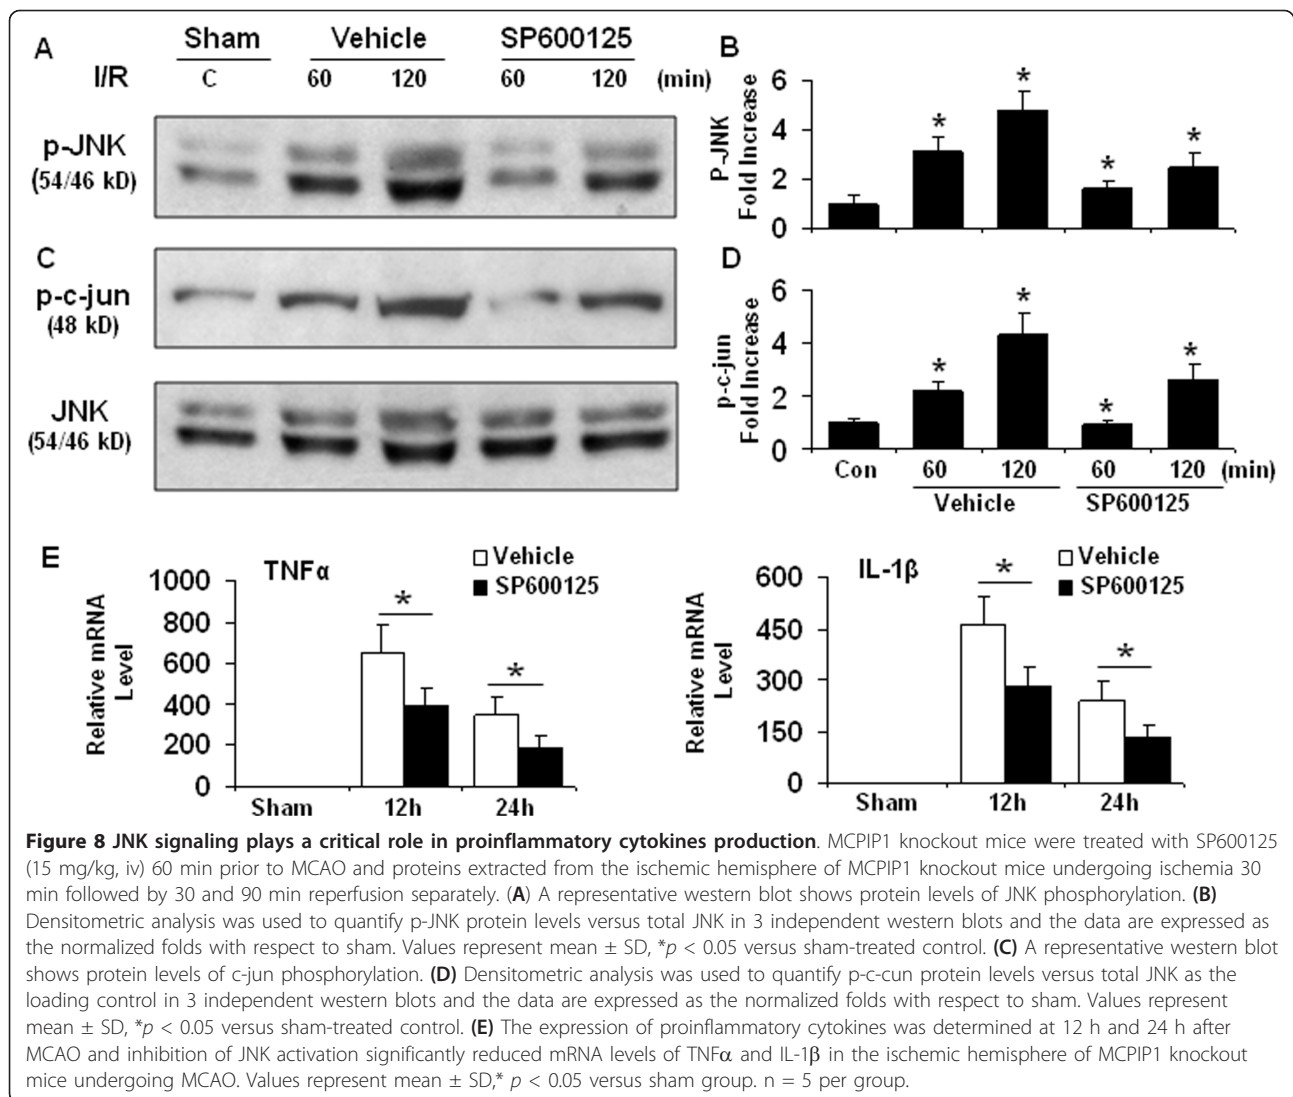 A
Sham Vehicle SP600125
I/R C 60 120 60 120 (min)
p-JNK
(54/46 kD)
C
p-c-jun
(48 kD)
JNK
(54/46 kD)
B
P-JNK
Fold Increase
6
4
2
0
* * * *
D
p-c-jun
Fold Increase
6
4
2
0
* * * *
Con 60 120 60 120 (min)
Vehicle SP600125
E
TNFα
Vehicle
SP600125
Relative mRNA
Level
1000
800
600
400
200
0
* *
Sham 12h 24h
IL-1β
Vehicle
SP600125
Relative mRNA
Level
600
450
300
150
0
* *
Sham 12h 24h
Figure 8 JNK signaling plays a critical role in proinflammatory cytokines production. MCPIP1 knockout mice were treated with SP600125
(15 mg/kg, iv) 60 min prior to MCAO and proteins extracted from the ischemic hemisphere of MCPIP1 knockout mice undergoing ischemia 30
min followed by 30 and 90 min reperfusion separately. (A) A representative western blot shows protein levels of JNK phosphorylation. (B)
Densitometric analysis was used to quantify p-JNK protein levels versus total JNK in 3 independent western blots and the data are expressed as
the normalized folds with respect to sham. Values represent mean ± SD, *p < 0.05 versus sham-treated control. (C) A representative western blot
shows protein levels of c-jun phosphorylation. (D) Densitometric analysis was used to quantify p-c-cun protein levels versus total JNK as the
loading control in 3 independent western blots and the data are expressed as the normalized folds with respect to sham. Values represent
mean ± SD, *p < 0.05 versus sham-treated control. (E) The expression of proinflammatory cytokines was determined at 12 h and 24 h after
MCAO and inhibition of JNK activation significantly reduced mRNA levels of TNFα and IL-1β in the ischemic hemisphere of MCPIP1 knockout
mice undergoing MCAO. Values represent mean ± SD,* p < 0.05 versus sham group. n = 5 per group.